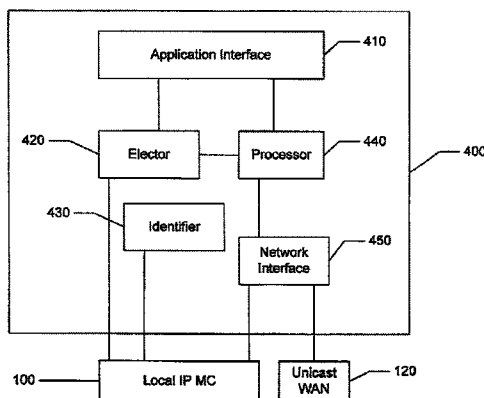 Application Interface
410
420
Elector
Processor
440
400
430
Identifier
Network
Interface
450
100
Local IP MC
Unicast
WAN
120